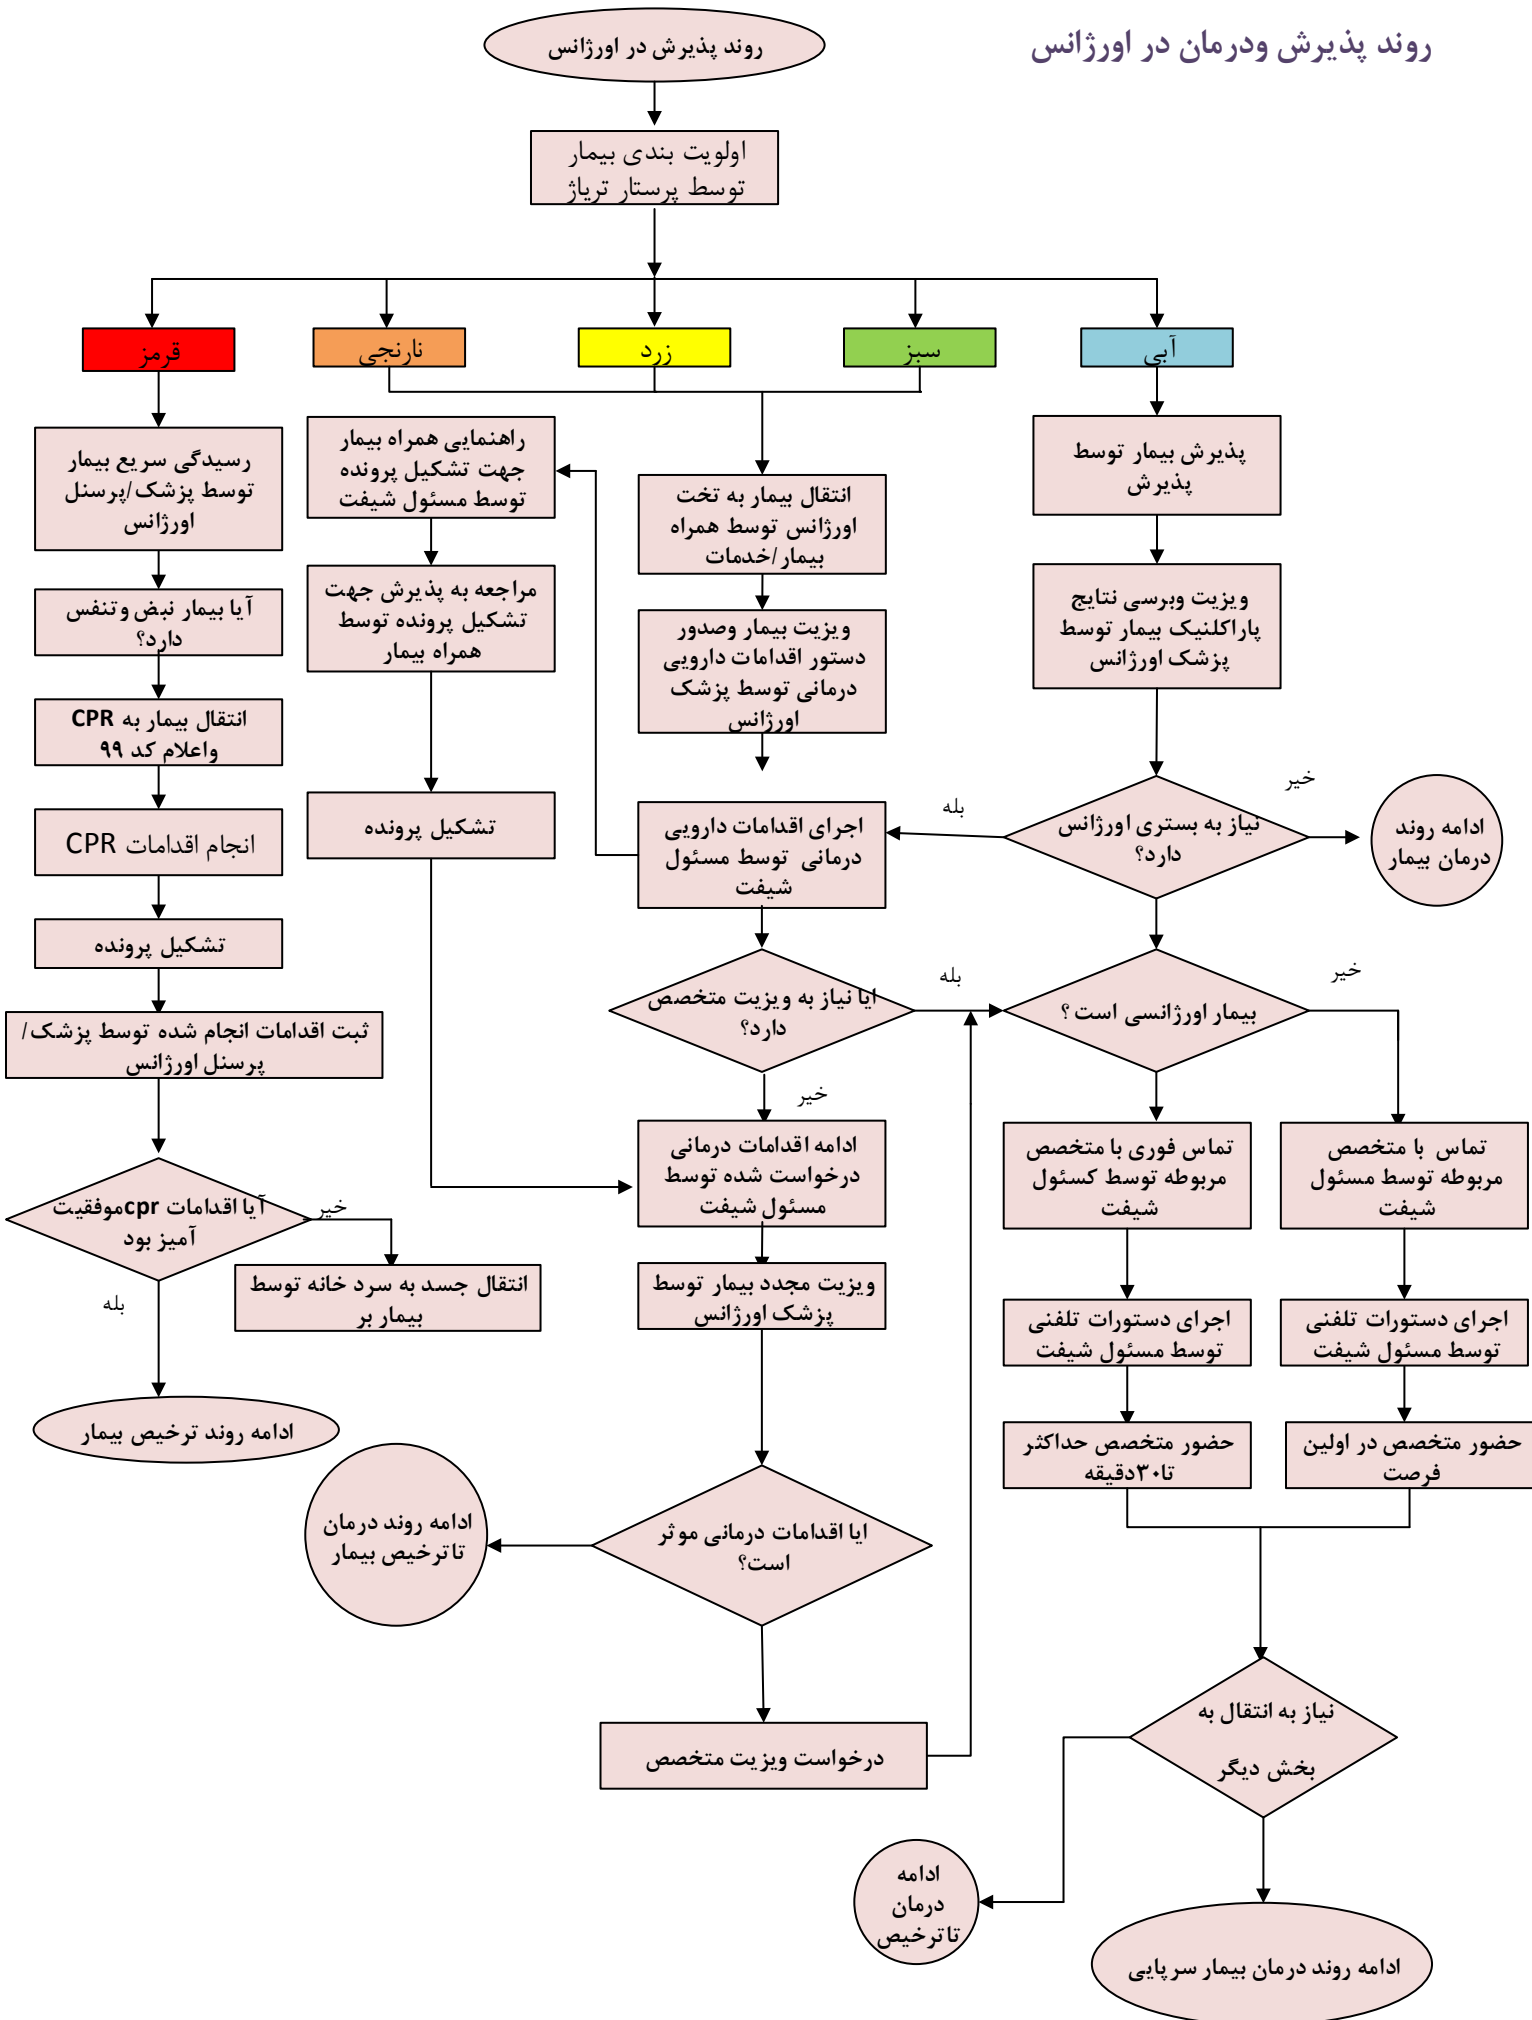 روند پذیرش ودرمان در اورژانس
روند پذیرش در اورژانس
اولویت بندی بیمار
توسط پرستار تریاژ
آبی
سبز
زرد
نارنجی
قرمز
پذیرش بیمار توسط
پذیرش
ویزیت وبرسی نتایج
پاراکلنیک بیمار توسط
پزشک اورژانس
نیاز به بستری اورژانس
دارد؟
خیر
ادامه روند
درمان بیمار
بله
بیمار اورژانسی است ؟
خیر
تماس با متخصص
مربوطه توسط مسئول
شیفت
اجرای دستورات تلفنی
توسط مسئول شیفت
حضور متخصص در اولین
فرصت
تماس فوری با متخصص
مربوطه توسط کسئول
شیفت
اجرای دستورات تلفنی
توسط مسئول شیفت
حضور متخصص حداکثر
تا۳۰دقیقه
نیاز به انتقال به
بخش دیگر
ادامه
درمان
تاترخیص
ادامه روند درمان بیمار سرپایی
انتقال بیمار به تخت
اورژانس توسط همراه
بیمار/خدمات
ویزیت بیمار وصدور
دستور اقدامات دارویی
درمانی توسط پزشک
اورژانس
اجرای اقدامات دارویی
درمانی توسط مسئول
شیفت
ایا نیاز به ویزیت متخصص
دارد؟
بله
خیر
ادامه اقدامات درمانی
درخواست شده توسط
مسئول شیفت
ویزیت مجدد بیمار توسط
پزشک اورژانس
ایا اقدامات درمانی موثر
است؟
ادامه روند درمان
تاترخیص بیمار
درخواست ویزیت متخصص
راهنمایی همراه بیمار
جهت تشکیل پرونده
توسط مسئول شیفت
مراجعه به پذیرش جهت
تشکیل پرونده توسط
همراه بیمار
تشکیل پرونده
رسیدگی سریع بیمار
توسط پزشک/پرسنل
اورژانس
آیا بیمار نبض وتنفس
دارد؟
انتقال بیمار به CPR
واعلام کد ۹۹
انجام اقدامات CPR
تشکیل پرونده
ثبت اقدامات انجام شده توسط پزشک/
پرسنل اورژانس
آیا اقدامات cprموفقیت
آمیز بود
خیر
انتقال جسد به سرد خانه توسط
بیمار بر
بله
ادامه روند ترخیص بیمار